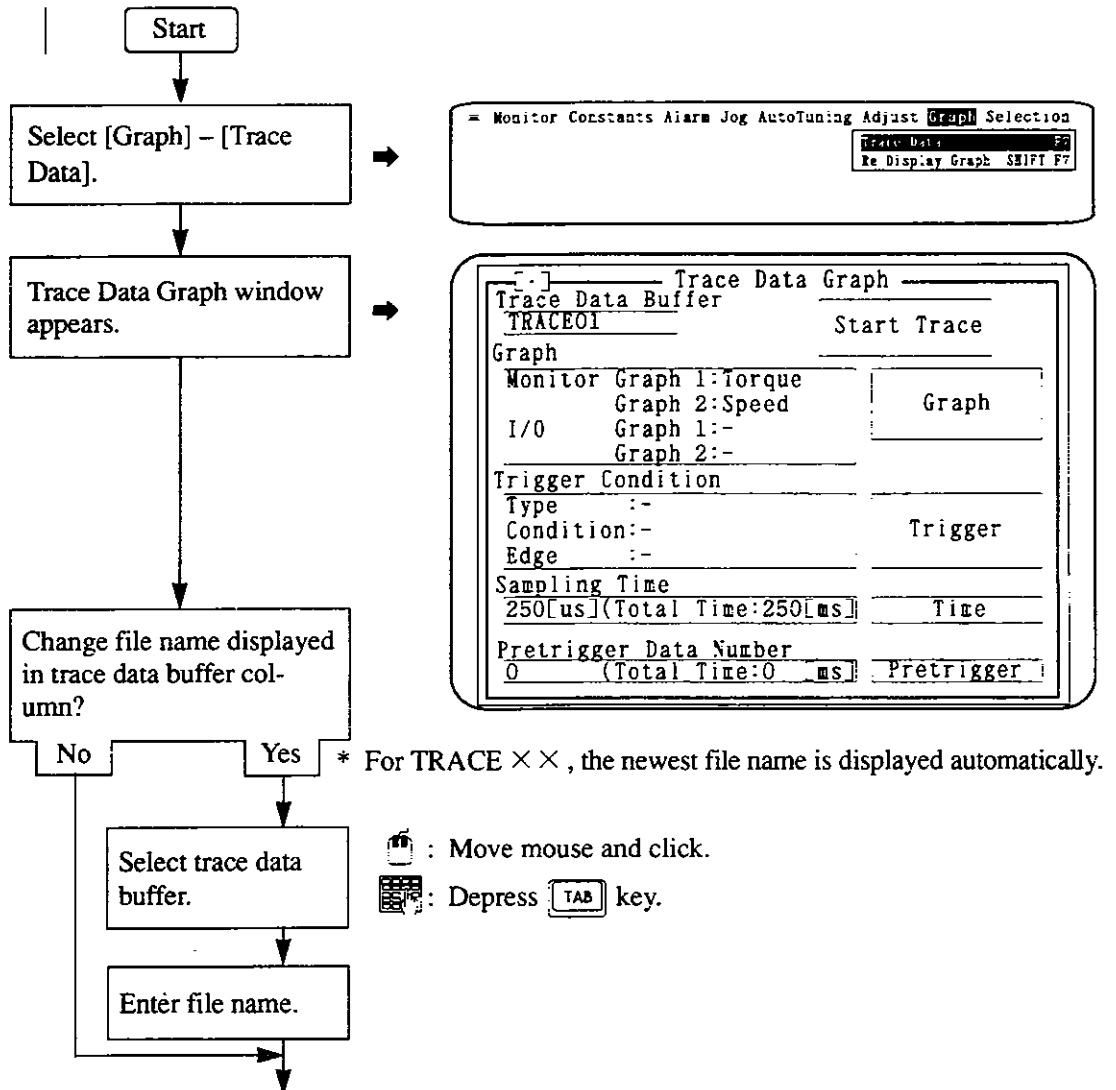 Start
Select [Graph] – [Trace
Data].
= Monitor Constants Alarm Jog AutoTuning Adjust Graph Selection
Trace Data F7
Re Display Graph SHIFT F7
Trace Data Graph window
appears.
[·] Trace Data Graph
Trace Data Buffer
TRACE01
Start Trace
Graph
Monitor Graph 1:Torque
Graph 2:Speed
I/O Graph 1:-
Graph 2:-
Graph
Trigger Condition
Type :-
Condition:-
Edge :-
Trigger
Sampling Time
250[us](Total Time:250[ms]
Time
Pretrigger Data Number
0 (Total Time:0 ms]
Pretrigger
Change file name displayed
in trace data buffer col-
umn?
No Yes
* For TRACE ××, the newest file name is displayed automatically.
Select trace data
buffer.
: Move mouse and click.
: Depress TAB key.
Enter file name.